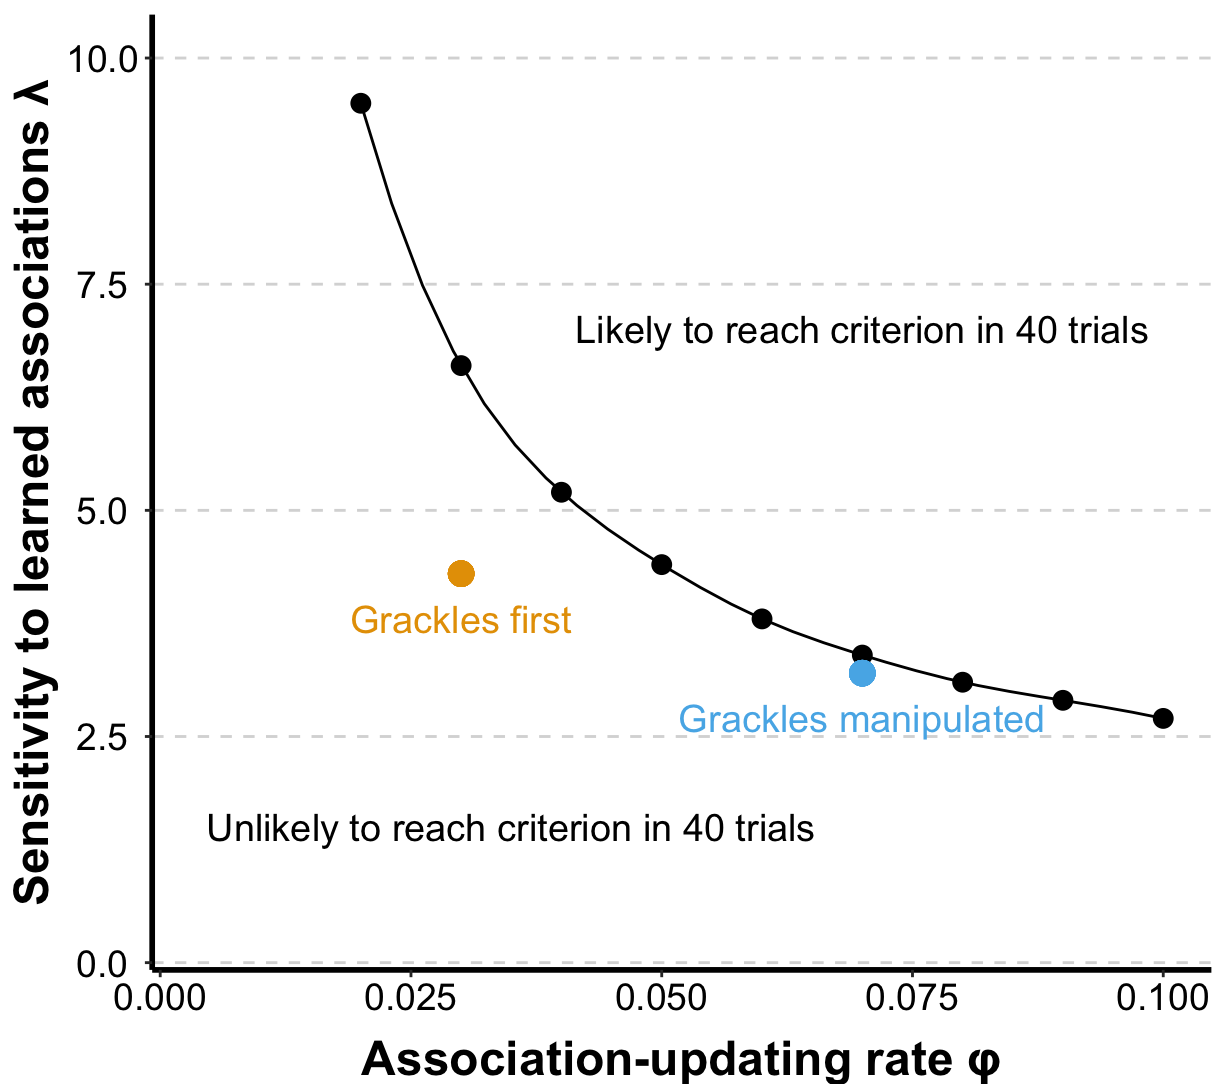 Sensitivity to learned associations λ
10.0
7.5
5.0
2.5
0.0
Likely to reach criterion in 40 trials
Grackles first
Grackles manipulated
Unlikely to reach criterion in 40 trials
0.000
0.025
0.050
0.075
0.100
Association-updating rate φ